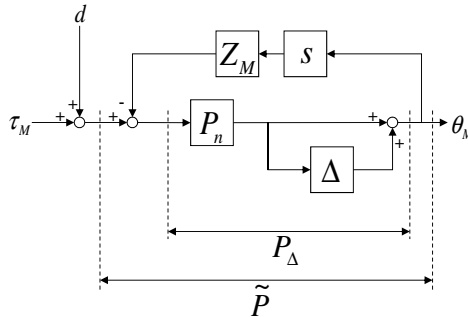 d
Z_M
s
-
+
τ_M
+
+
P_n
+
θ_M
+
Δ
P_Δ
P̃